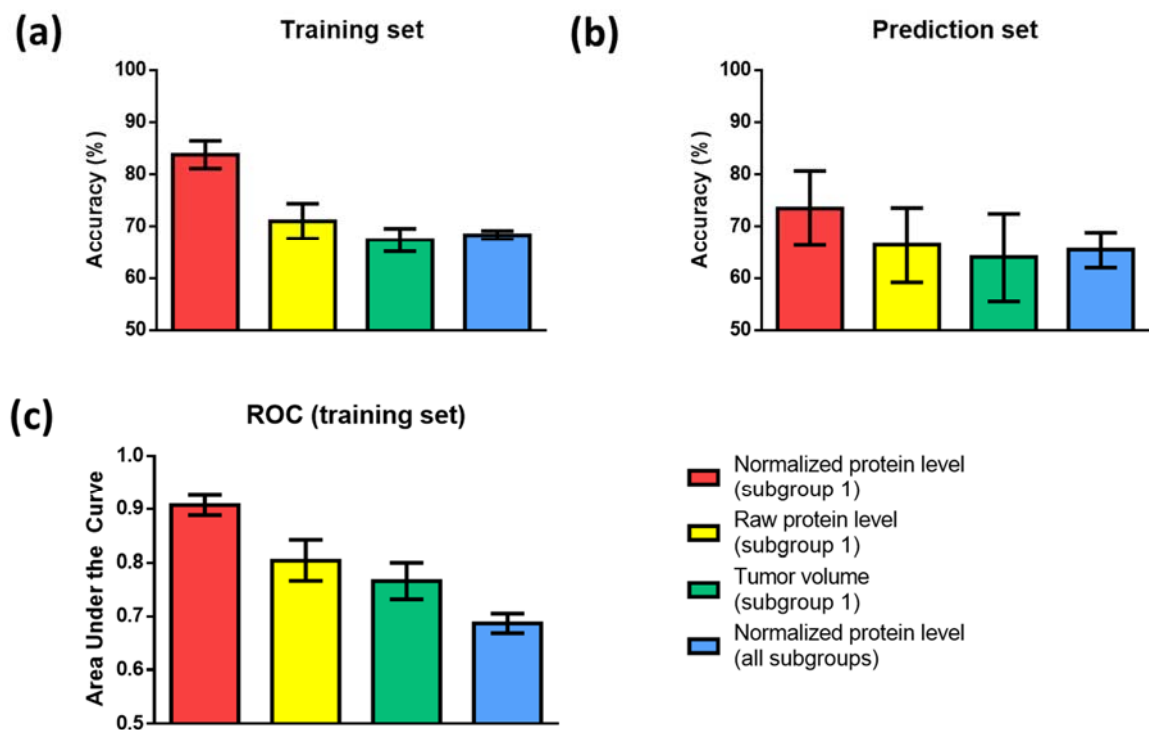 (a)
Training set
Accuracy (%)
100
90
80
70
60
50
(b)
Prediction set
Accuracy (%)
100
90
80
70
60
50
(c)
ROC (training set)
Area Under the Curve
1.0
0.9
0.8
0.7
0.6
0.5
Normalized protein level
(subgroup 1)
Raw protein level
(subgroup 1)
Tumor volume
(subgroup 1)
Normalized protein level
(all subgroups)